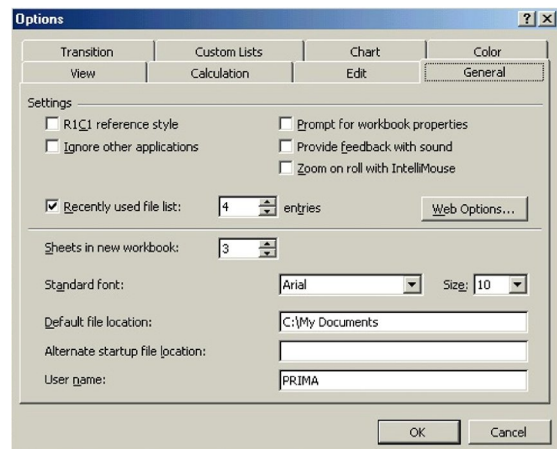 Options
Transition Custom Lists Chart Color
View Calculation Edit General
Settings
R1C1 reference style Prompt for workbook properties
Ignore other applications Provide feedback with sound
Zoom on roll with IntelliMouse
Recently used file list: 4 entries Web Options...
Sheets in new workbook: 3
Standard font: Arial Size: 10
Default file location: C:\My Documents
Alternate startup file location:
User name: PRIMA
OK Cancel